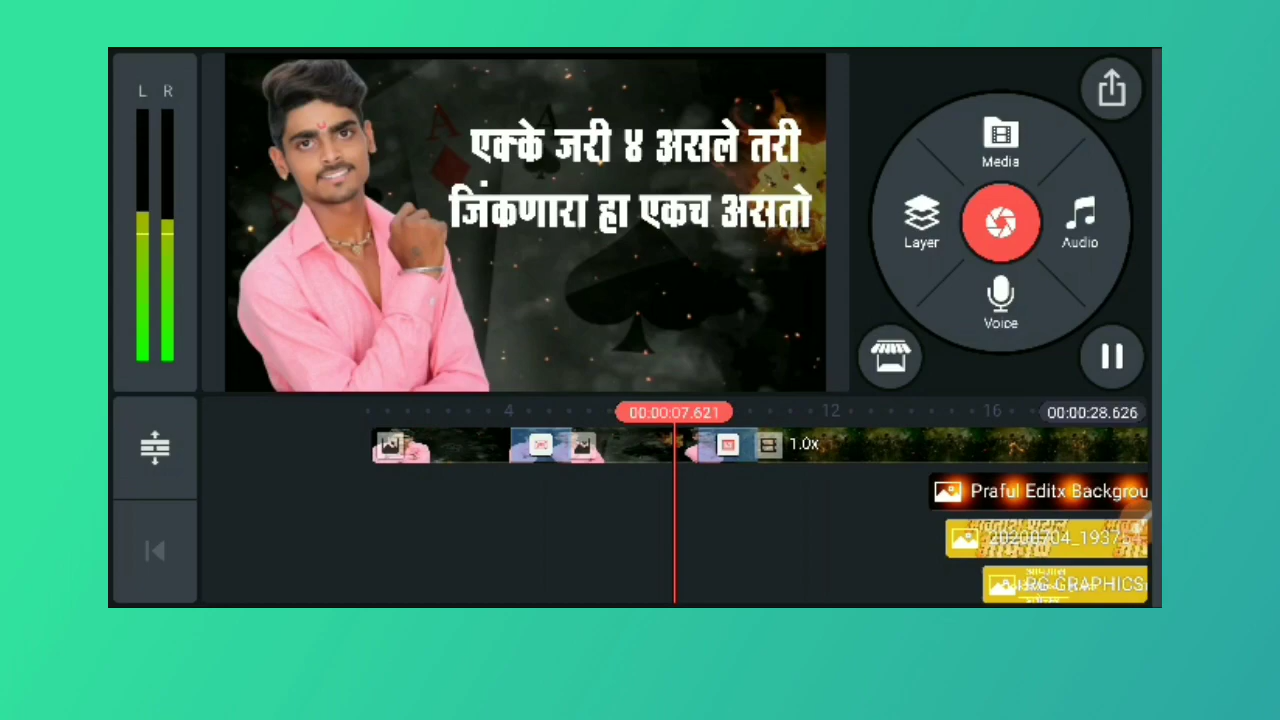 L R
एक्के जरी ४ असले तरी
जिंकणारा हा एकच असतो
Media
Layer
Audio
Voice
4
00:00:07.621
12
16
00:00:28.626
1.0x
Praful Editx Backgrou
20200704_1937
RG GRAPHICS